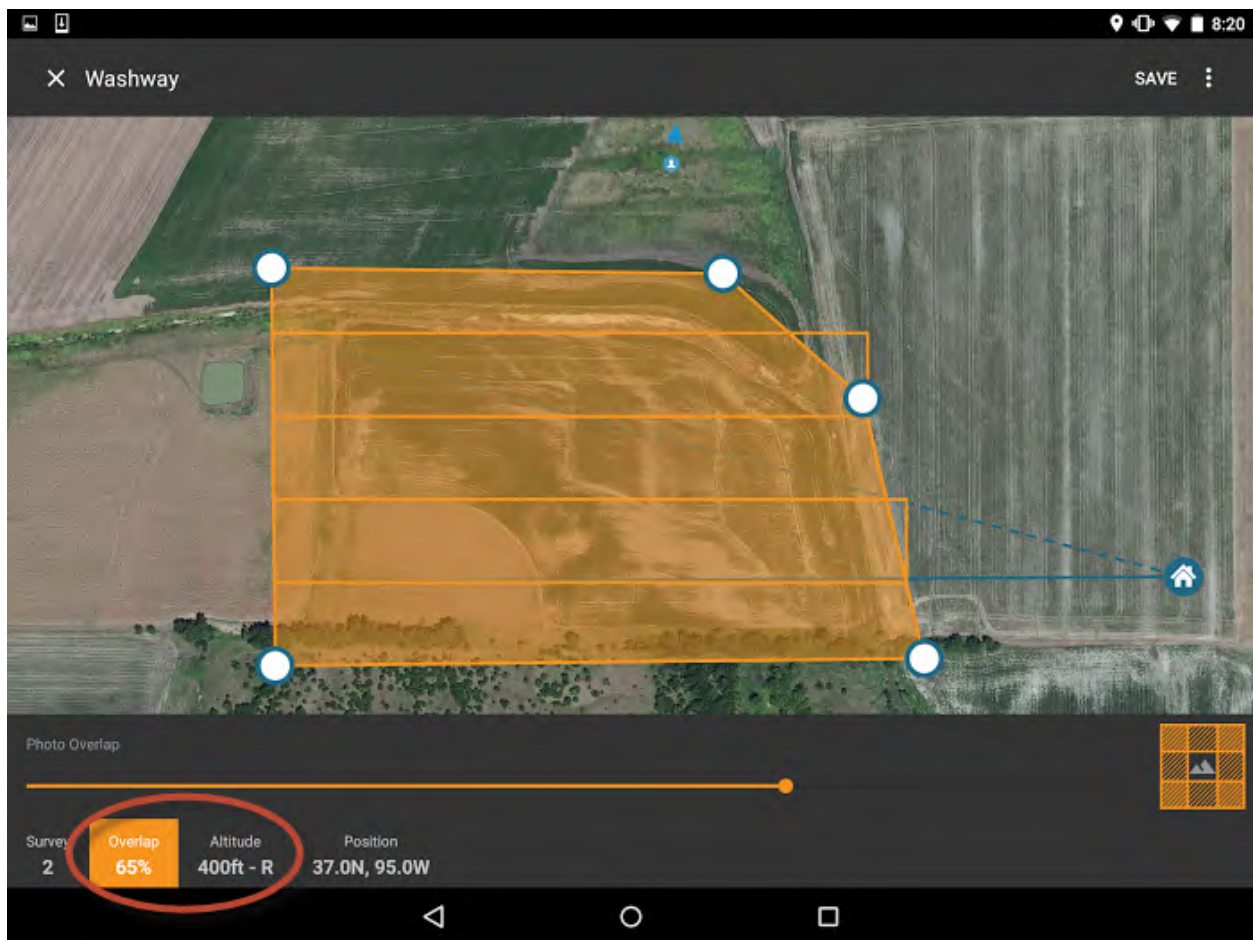 8:20
Washway
SAVE
Photo Overlap
Survey Overlap Altitude Position
2 65% 400ft - R 37.0N, 95.0W